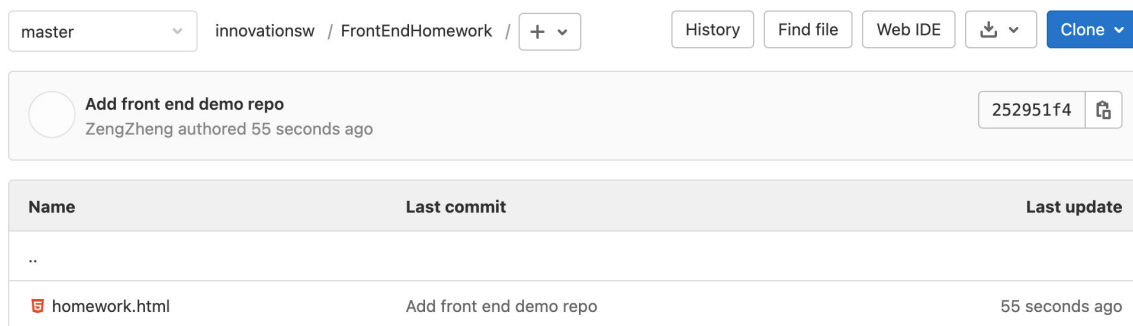 master innovationsw / FrontEndHomework / + History Find file Web IDE Clone
Add front end demo repo
ZengZheng authored 55 seconds ago
252951f4
Name Last commit Last update
..
homework.html Add front end demo repo 55 seconds ago